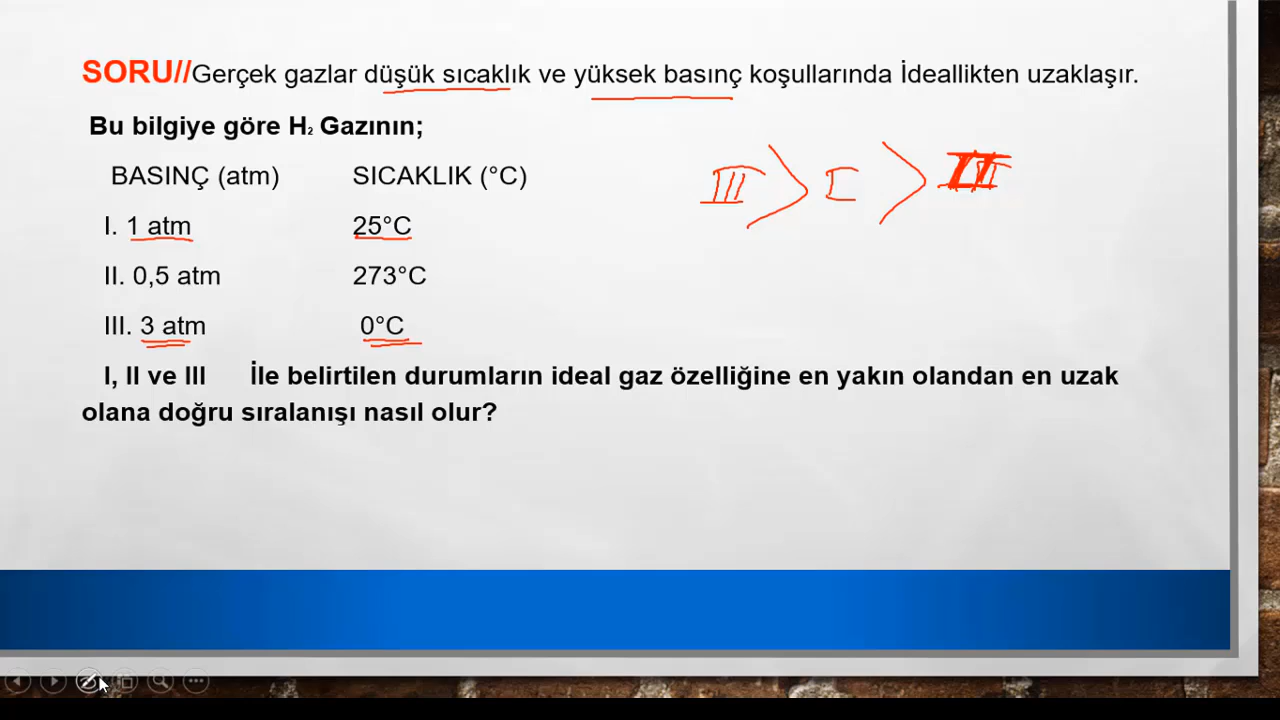 SORU//Gerçek gazlar düşük sıcaklık ve yüksek basınç koşullarında İdeallikten uzaklaşır.
Bu bilgiye göre H₂ Gazının;
BASINÇ (atm) SICAKLIK (°C)
I. 1 atm 25°C
II. 0,5 atm 273°C
III. 3 atm 0°C
III > I > II
I, II ve III İle belirtilen durumların ideal gaz özelliğine en yakın olandan en uzak
olana doğru sıralanışı nasıl olur?